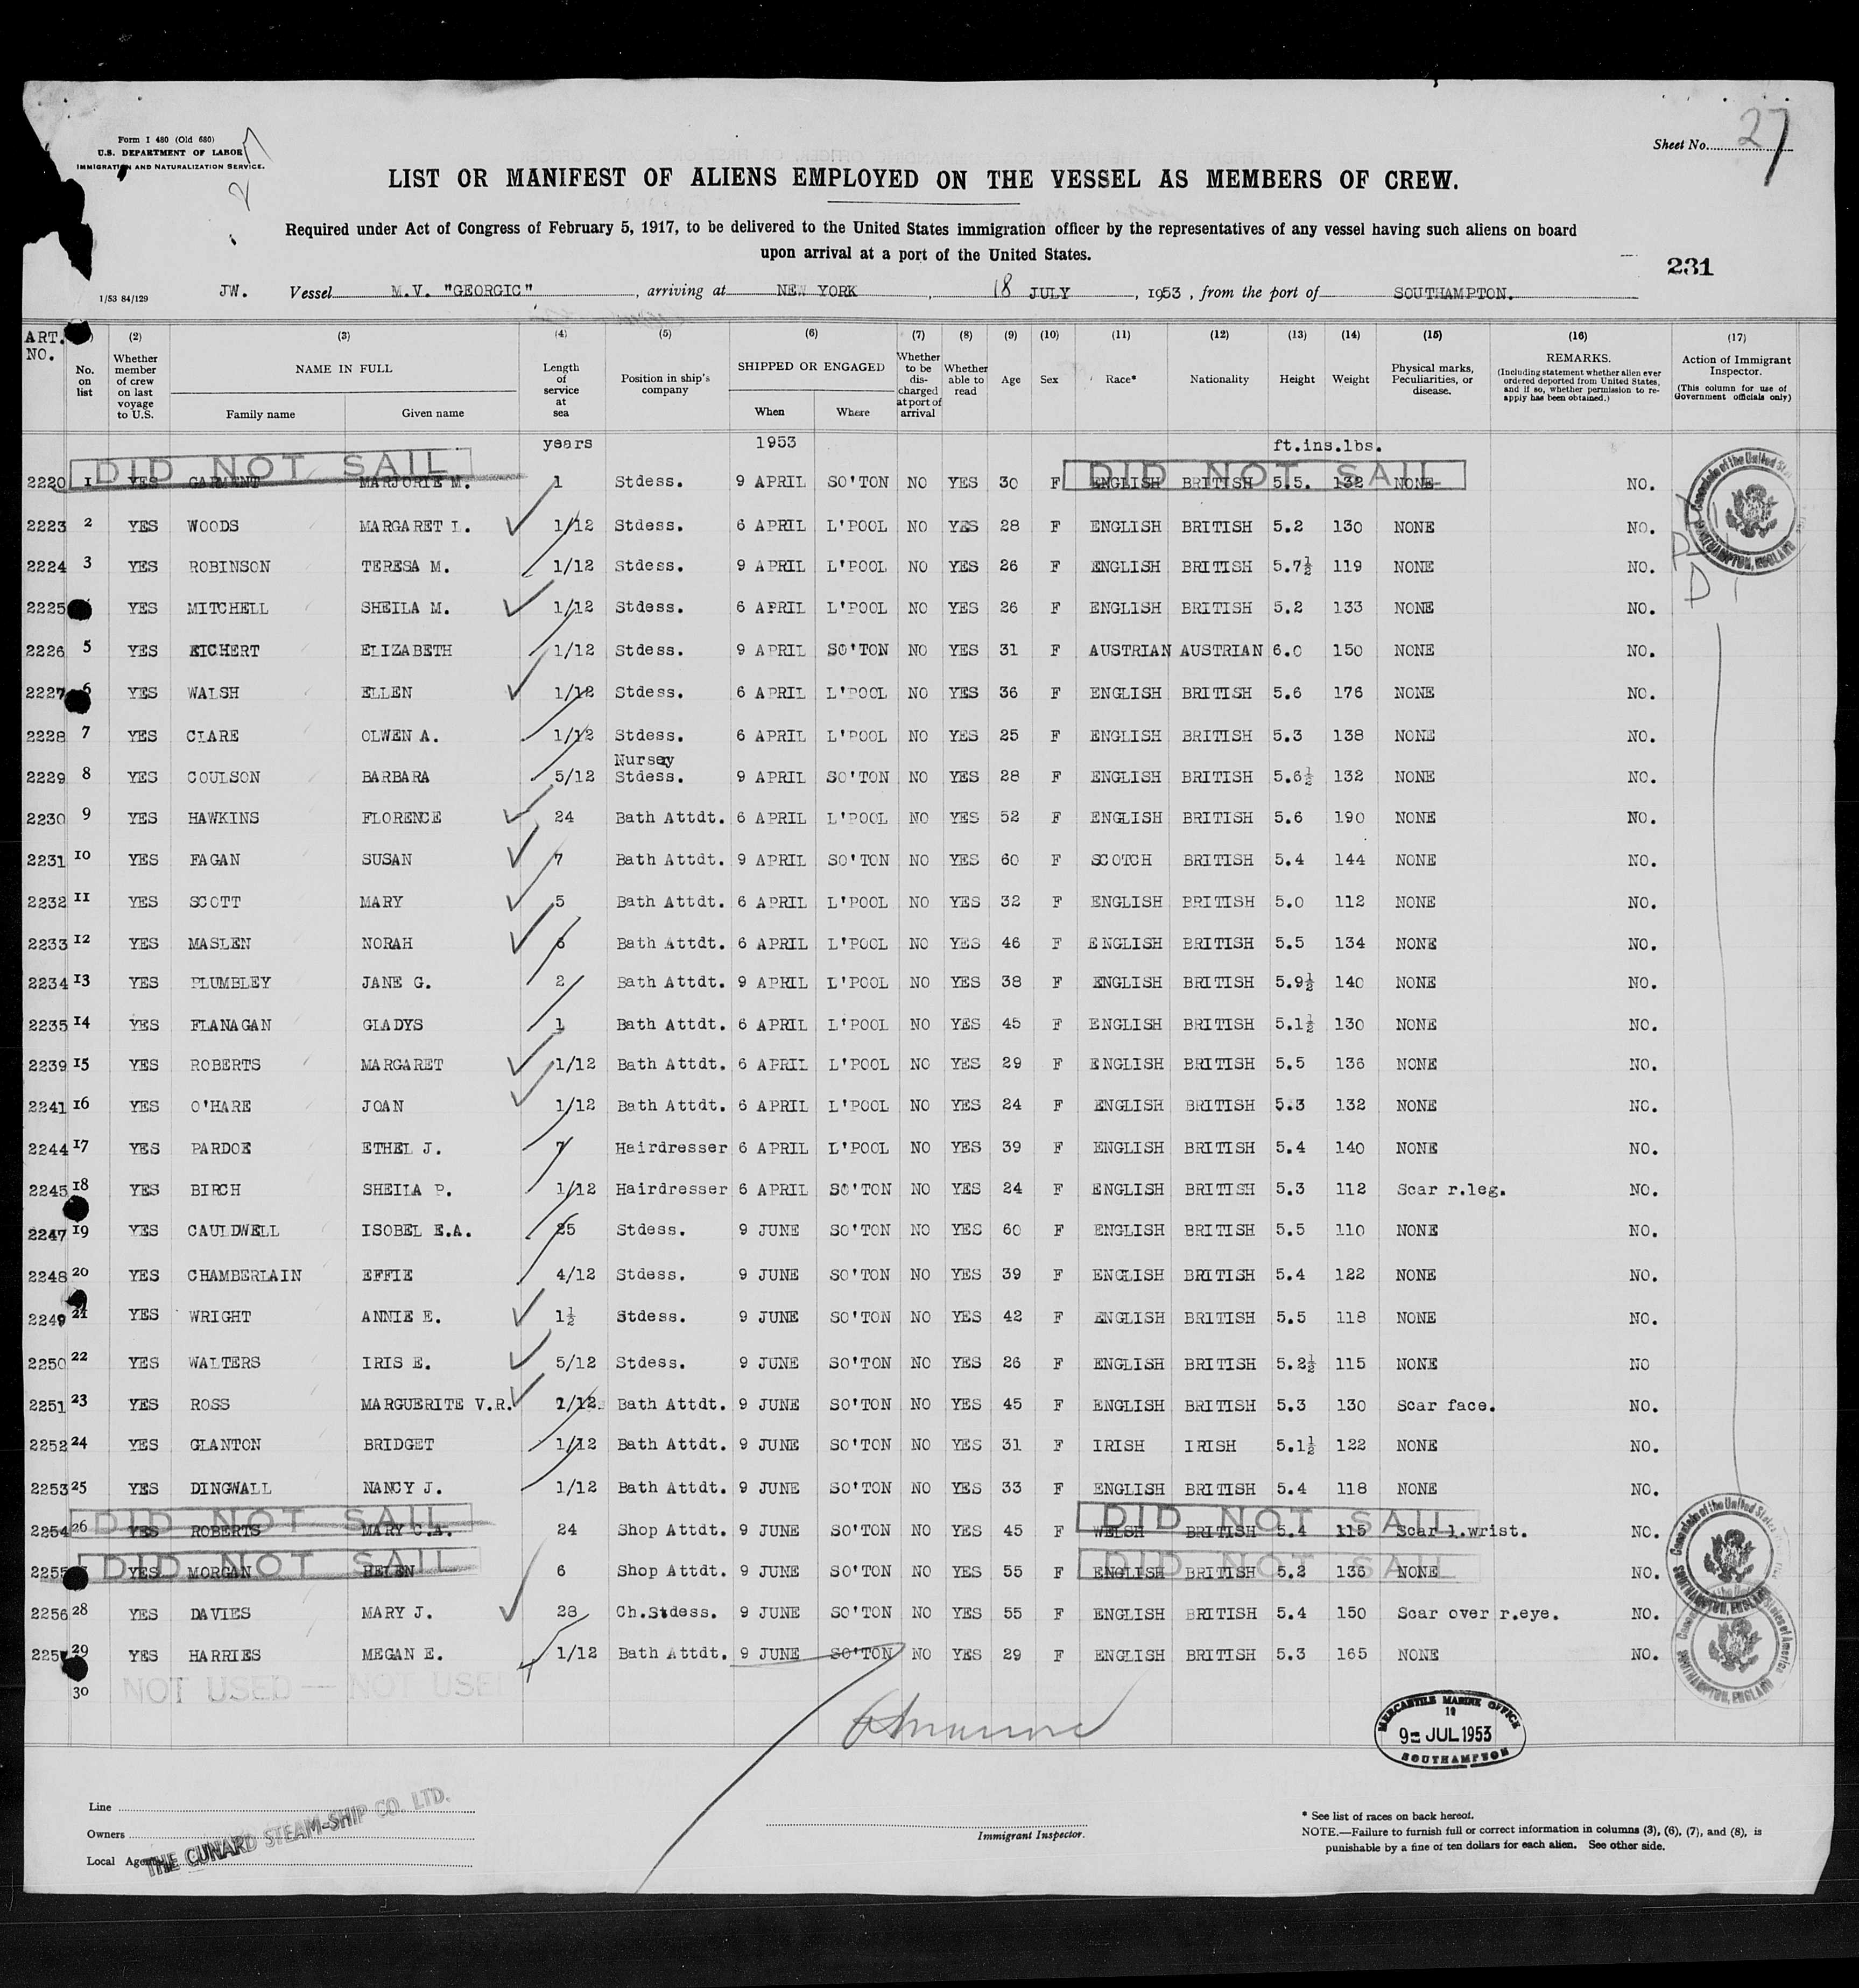 Form I 480 (Old 680)
U.S. DEPARTMENT OF LABOR
IMMIGRATION AND NATURALIZATION SERVICE.
27
Sheet No. 27
LIST OR MANIFEST OF ALIENS EMPLOYED ON THE VESSEL AS MEMBERS OF CREW.
Required under Act of Congress of February 5, 1917, to be delivered to the United States immigration officer by the representatives of any vessel having such aliens on board
upon arrival at a port of the United States.
231
1/53 84/129 JW. Vessel M.V. "GEORGIC", arriving at NEW YORK, 18 JULY, 1953, from the port of SOUTHAMPTON.
ART. NO. (2) (3) (4) (5) (6) (7) (8) (9) (10) (11) (12) (13) (14) (15) (16) (17)
No. on list Whether member of crew on last voyage to U.S. NAME IN FULL Family name Given name Length of service at sea Position in ship's company SHIPPED OR ENGAGED When Where Whether to be discharged at port of arrival Whether able to read Age Sex Race* Nationality Height Weight Physical marks, Peculiarities, or disease. REMARKS. (Including statement whether alien ever ordered deported from United States, and if so, whether permission to reapply has been obtained.) Action of Immigrant Inspector. (This column for use of Government officials only)
years 1953 ft.ins.lbs.
DID NOT SAIL DID NOT SAIL
2220 1 YES GARMENT MARJORIE M. 1 Stdess. 9 APRIL SO'TON NO YES 30 F ENGLISH BRITISH 5.5. 132 NONE NO.
2223 2 YES WOODS MARGARET L. 1/12 Stdess. 6 APRIL L'POOL NO YES 28 F ENGLISH BRITISH 5.2 130 NONE NO.
2224 3 YES ROBINSON TERESA M. 1/12 Stdess. 9 APRIL L'POOL NO YES 26 F ENGLISH BRITISH 5.7½ 119 NONE NO.
2225 YES MITCHELL SHEILA M. 1/12 Stdess. 6 APRIL L'POOL NO YES 26 F ENGLISH BRITISH 5.2 133 NONE NO.
2226 5 YES EICHERT ELIZABETH 1/12 Stdess. 9 APRIL SO'TON NO YES 31 F AUSTRIAN AUSTRIAN 6.0 150 NONE NO.
2227 6 YES WALSH ELLEN 1/12 Stdess. 6 APRIL L'POOL NO YES 36 F ENGLISH BRITISH 5.6 176 NONE NO.
2228 7 YES CLARE OLWEN A. 1/12 Stdess. 6 APRIL L'POOL NO YES 25 F ENGLISH BRITISH 5.3 138 NONE NO.
2229 8 YES COULSON BARBARA 5/12 Nursey Stdess. 9 APRIL SO'TON NO YES 28 F ENGLISH BRITISH 5.6½ 132 NONE NO.
2230 9 YES HAWKINS FLORENCE 24 Bath Attdt. 6 APRIL L'POOL NO YES 52 F ENGLISH BRITISH 5.6 190 NONE NO.
2231 10 YES FAGAN SUSAN 7 Bath Attdt. 9 APRIL SO'TON NO YES 60 F SCOTCH BRITISH 5.4 144 NONE NO.
2232 11 YES SCOTT MARY 5 Bath Attdt. 6 APRIL L'POOL NO YES 32 F ENGLISH BRITISH 5.0 112 NONE NO.
2233 12 YES MASLEN NORAH 6 Bath Attdt. 6 APRIL L'POOL NO YES 46 F ENGLISH BRITISH 5.5 134 NONE NO.
2234 13 YES PLUMBLEY JANE G. 2 Bath Attdt. 9 APRIL L'POOL NO YES 38 F ENGLISH BRITISH 5.9½ 140 NONE NO.
2235 14 YES FLANAGAN GLADYS 1 Bath Attdt. 6 APRIL L'POOL NO YES 45 F ENGLISH BRITISH 5.1½ 130 NONE NO.
2239 15 YES ROBERTS MARGARET 1/12 Bath Attdt. 6 APRIL L'POOL NO YES 29 F ENGLISH BRITISH 5.5 136 NONE NO.
2241 16 YES O'HARE JOAN 1/12 Bath Attdt. 6 APRIL L'POOL NO YES 24 F ENGLISH BRITISH 5.3 132 NONE NO.
2244 17 YES PARDOE ETHEL J. 7 Hairdresser 6 APRIL L'POOL NO YES 39 F ENGLISH BRITISH 5.4 140 NONE NO.
2245 18 YES BIRCH SHEILA P. 1/12 Hairdresser 6 APRIL SO'TON NO YES 24 F ENGLISH BRITISH 5.3 112 Scar r.leg. NO.
2247 19 YES CAULDWELL ISOBEL E.A. 25 Stdess. 9 JUNE SO'TON NO YES 60 F ENGLISH BRITISH 5.5 110 NONE NO.
2248 20 YES CHAMBERLAIN EFFIE 4/12 Stdess. 9 JUNE SO'TON NO YES 39 F ENGLISH BRITISH 5.4 122 NONE NO.
2249 21 YES WRIGHT ANNIE E. 1½ Stdess. 9 JUNE SO'TON NO YES 42 F ENGLISH BRITISH 5.5 118 NONE NO.
2250 22 YES WALTERS IRIS E. 5/12 Stdess. 9 JUNE SO'TON NO YES 26 F ENGLISH BRITISH 5.2½ 115 NONE NO
2251 23 YES ROSS MARGUERITE V.R. Bath Attdt. 9 JUNE SO'TON NO YES 45 F ENGLISH BRITISH 5.3 130 Scar face. NO.
2252 24 YES GLANTON BRIDGET 1/12 Bath Attdt. 9 JUNE SO'TON NO YES 31 F IRISH IRISH 5.1½ 122 NONE NO.
2253 25 YES DINGWALL NANCY J. 1/12 Bath Attdt. 9 JUNE SO'TON NO YES 33 F ENGLISH BRITISH 5.4 118 NONE NO.
DID NOT SAIL DID NOT SAIL
2254 26 YES ROBERTS MARY C.A. 24 Shop Attdt. 9 JUNE SO'TON NO YES 45 F WELSH BRITISH 5.4 115 Scar l.wrist. NO.
DID NOT SAIL DID NOT SAIL
2255 YES MORGAN HELEN 6 Shop Attdt. 9 JUNE SO'TON NO YES 55 F ENGLISH BRITISH 5.2 136 NONE NO.
2256 28 YES DAVIES MARY J. 28 Ch.Stdess. 9 JUNE SO'TON NO YES 55 F ENGLISH BRITISH 5.4 150 Scar over r.eye. NO.
2257 29 YES HARRIES MEGAN E. 1/12 Bath Attdt. 9 JUNE SO'TON NO YES 29 F ENGLISH BRITISH 5.3 165 NONE NO.
30 NOT USED — NOT USED
MERCANTILE MARINE OFFICE
19
9 = JUL 1953
SOUTHAMPTON
Line
Owners
Local Agents
THE CUNARD STEAM-SHIP CO. LTD.
Immigrant Inspector.
* See list of races on back hereof.
NOTE.—Failure to furnish full or correct information in columns (3), (6), (7), and (8), is
punishable by a fine of ten dollars for each alien. See other side.